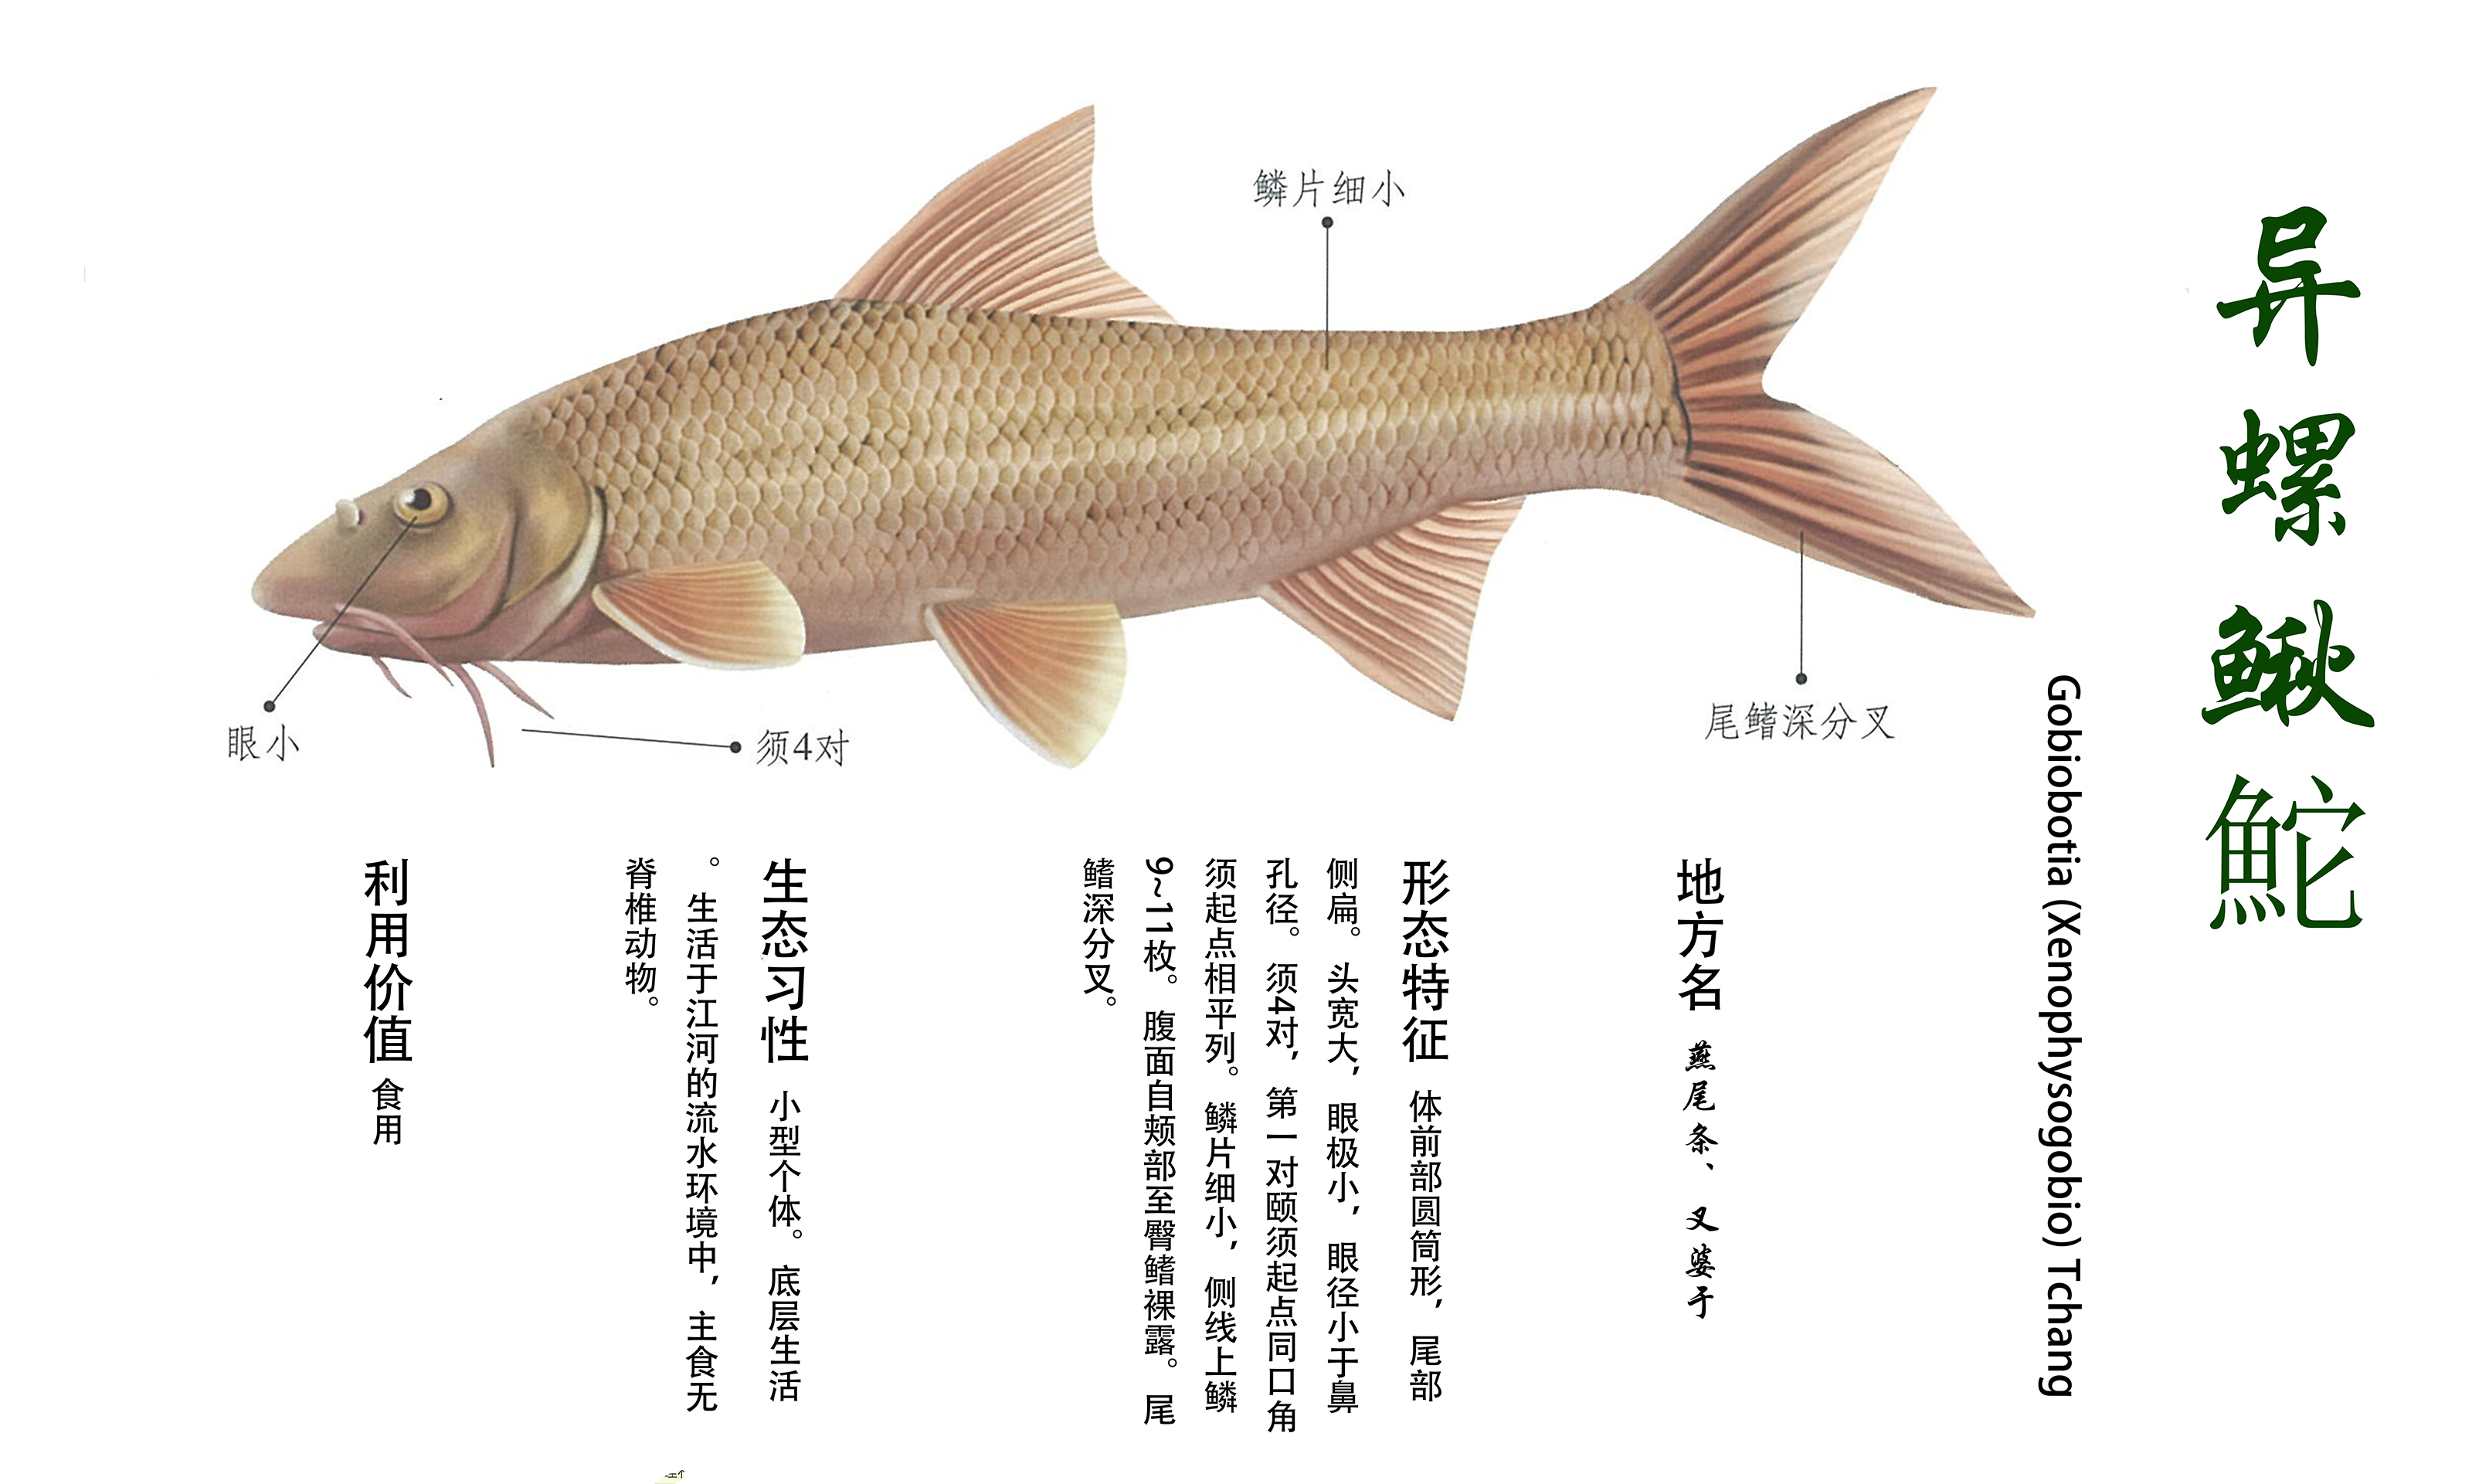 异螺鳅鮀
Gobiobotia (Xenophysogobio) Tchang
鳞片细小
眼小
须4对
尾鳍深分叉
地方名 燕尾条、叉婆子
形态特征 体前部圆筒形，尾部
侧扁。头宽大，眼极小，眼径小于鼻
孔径。须4对，第一对颐须起点同口角
须起点相平列。鳞片细小，侧线上鳞
9~11枚。腹面自颊部至臀鳍裸露。尾
鳍深分叉。
生态习性 小型个体。底层生活
。生活于江河的流水环境中，主食无
脊椎动物。
利用价值 食用